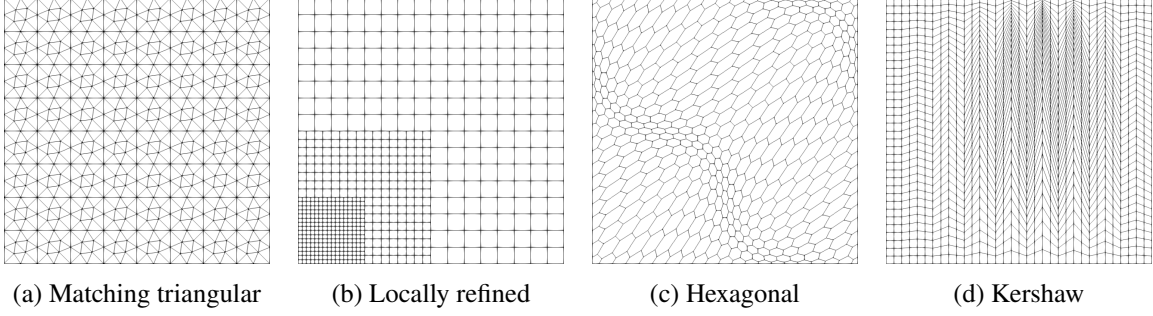 (a) Matching triangular
(b) Locally refined
(c) Hexagonal
(d) Kershaw